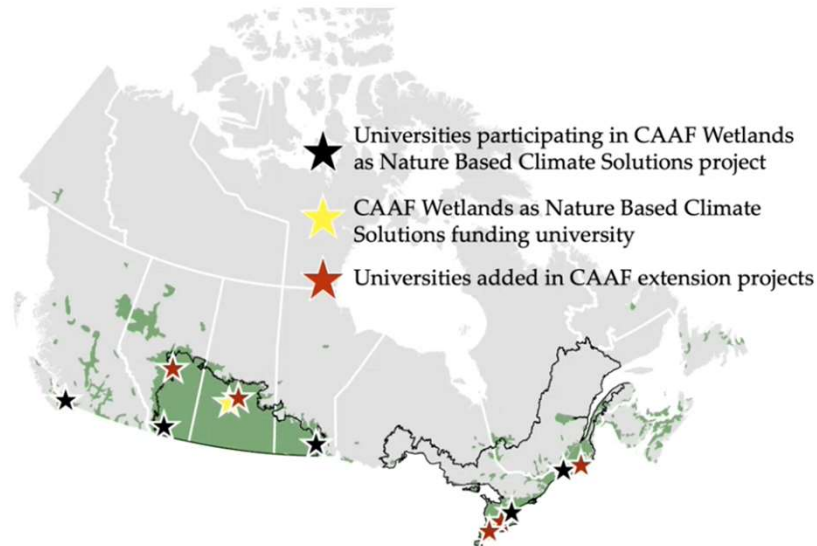 Universities participating in CAAF Wetlands
as Nature Based Climate Solutions project
CAAF Wetlands as Nature Based Climate
Solutions funding university
Universities added in CAAF extension projects